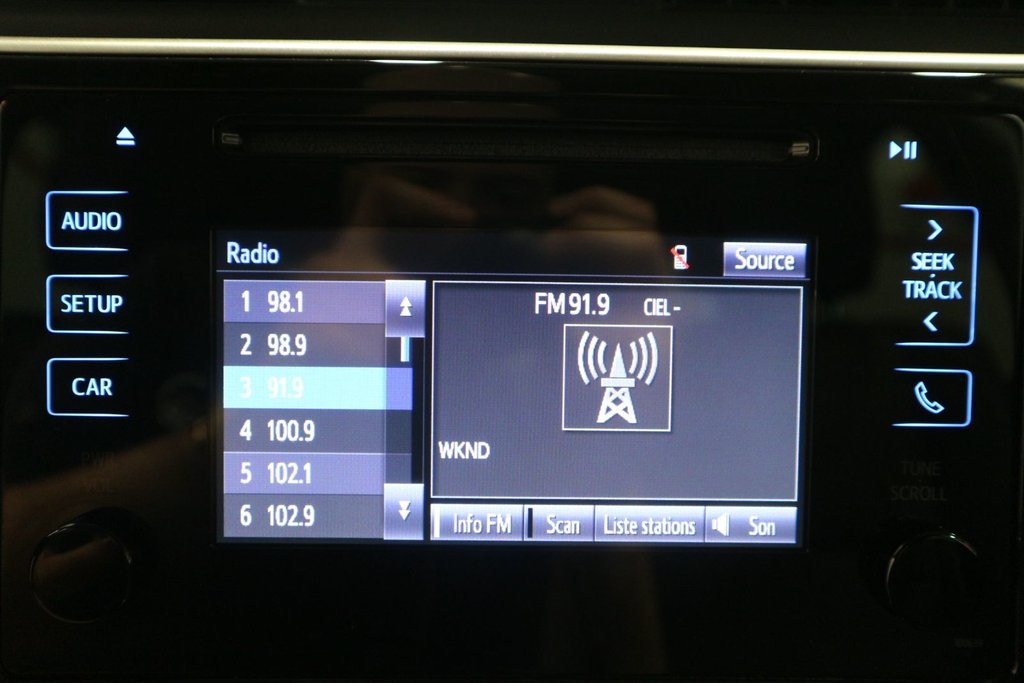 AUDIO
SETUP
CAR
PWR
VOL
Radio
Source
1 98.1
2 98.9
3 91.9
4 100.9
5 102.1
6 102.9
FM 91.9 CIEL -
WKND
Info FM Scan Liste stations Son
SEEK
TRACK
TUNE
SCROLL